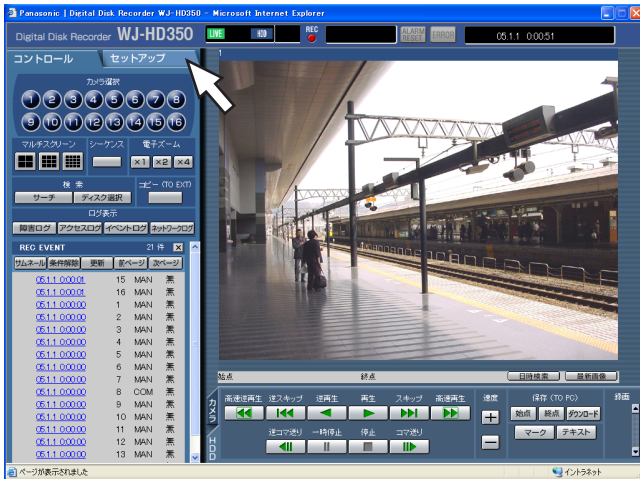 Panasonic | Digital Disk Recorder WJ-HD350 - Microsoft Internet Explorer
Digital Disk Recorder WJ-HD350
LIVE HDD REC ALARM RESET ERROR 05.1.1 0:00:51
コントロール セットアップ
1
カメラ選択
1 2 3 4 5 6 7 8
9 10 11 12 13 14 15 16
マルチスクリーン シーケンス 電子ズーム
×1 ×2 ×4
検 索 コピー (TO EXT)
サーチ ディスク選択
ログ表示
障害ログ アクセスログ イベントログ ネットワークログ
REC EVENT 21 件
サムネール 条件解除 更新 前ページ 次ページ
05.1.1 0:00:01 15 MAN 無
05.1.1 0:00:01 16 MAN 無
05.1.1 0:00:00 1 MAN 無
05.1.1 0:00:00 2 MAN 無
05.1.1 0:00:00 3 MAN 無
05.1.1 0:00:00 4 MAN 無
05.1.1 0:00:00 5 MAN 無
05.1.1 0:00:00 6 MAN 無
05.1.1 0:00:00 7 MAN 無
05.1.1 0:00:00 8 COM 無
05.1.1 0:00:00 9 MAN 無
05.1.1 0:00:00 10 MAN 無
05.1.1 0:00:00 11 MAN 無
05.1.1 0:00:00 12 MAN 無
05.1.1 0:00:00 13 MAN 無
始点 終点 日時検索 最新画像
カメラ
HDD
高速逆再生 逆スキップ 逆再生 再生 スキップ 高速再生 速度 保存 (TO PC) 録画
始点 終点 ダウンロード
逆コマ送り 一時停止 停止 コマ送り
マーク テキスト
ページが表示されました イントラネット